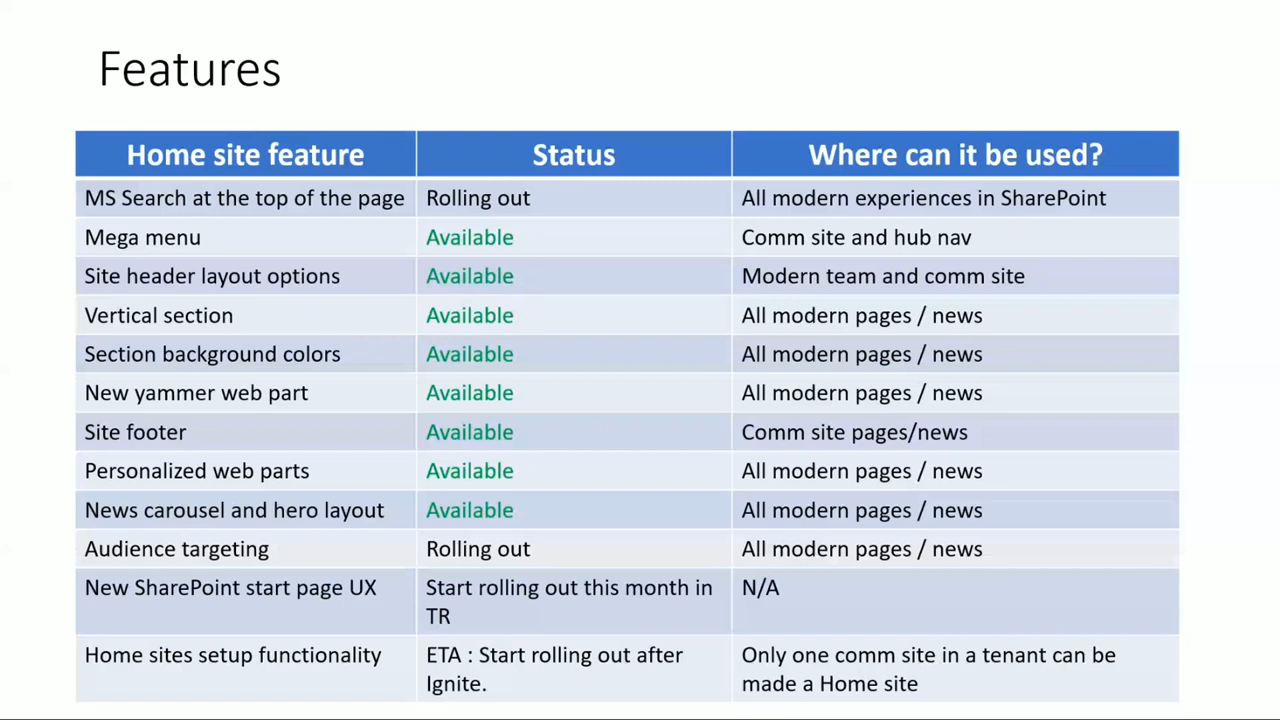 Features
Home site feature Status Where can it be used?
MS Search at the top of the page Rolling out All modern experiences in SharePoint
Mega menu Available Comm site and hub nav
Site header layout options Available Modern team and comm site
Vertical section Available All modern pages / news
Section background colors Available All modern pages / news
New yammer web part Available All modern pages / news
Site footer Available Comm site pages/news
Personalized web parts Available All modern pages / news
News carousel and hero layout Available All modern pages / news
Audience targeting Rolling out All modern pages / news
New SharePoint start page UX Start rolling out this month in N/A
TR
Home sites setup functionality ETA : Start rolling out after Only one comm site in a tenant can be
Ignite. made a Home site